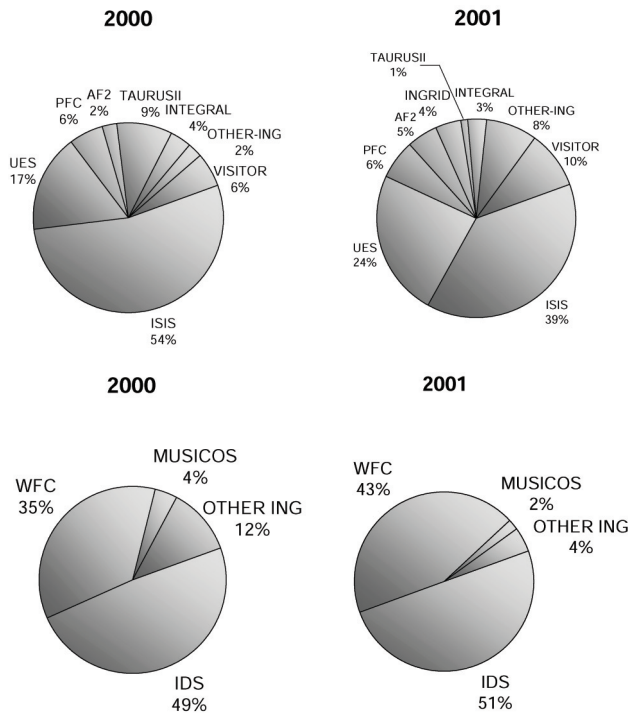 2000
PFC
6%
AF2
2%
TAURUSII
9%
INTEGRAL
4%
OTHER-ING
2%
VISITOR
6%
UES
17%
ISIS
54%
2001
TAURUSII
1%
INGRID
4%
INTEGRAL
3%
AF2
5%
OTHER-ING
8%
PFC
6%
VISITOR
10%
UES
24%
ISIS
39%
2000
MUSICOS
4%
WFC
35%
OTHER ING
12%
IDS
49%
2001
WFC
43%
MUSICOS
2%
OTHER ING
4%
IDS
51%